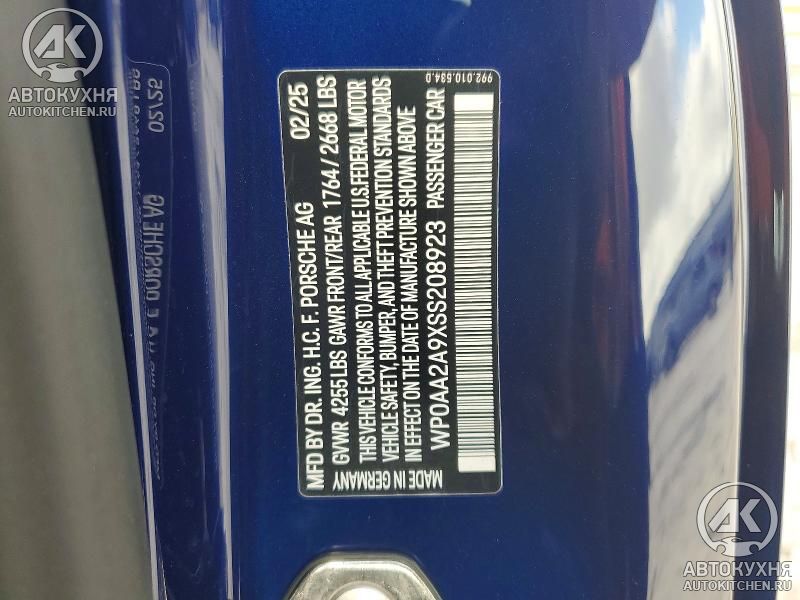 АВТОКУХНЯ
AUTOKITCHEN.RU
992.010.534.0
MFD BY DR. ING. H.C. F. PORSCHE AG 02/25
GVWR 4255 LBS GAWR FRONT/REAR 1764/2668 LBS
THIS VEHICLE CONFORMS TO ALL APPLICABLE U.S.FEDERAL MOTOR
VEHICLE SAFETY, BUMPER, AND THEFT PREVENTION STANDARDS
IN EFFECT ON THE DATE OF MANUFACTURE SHOWN ABOVE
WP0AA2A9XSS208923 PASSENGER CAR
MADE IN GERMANY
АВТОКУХНЯ
AUTOKITCHEN.RU